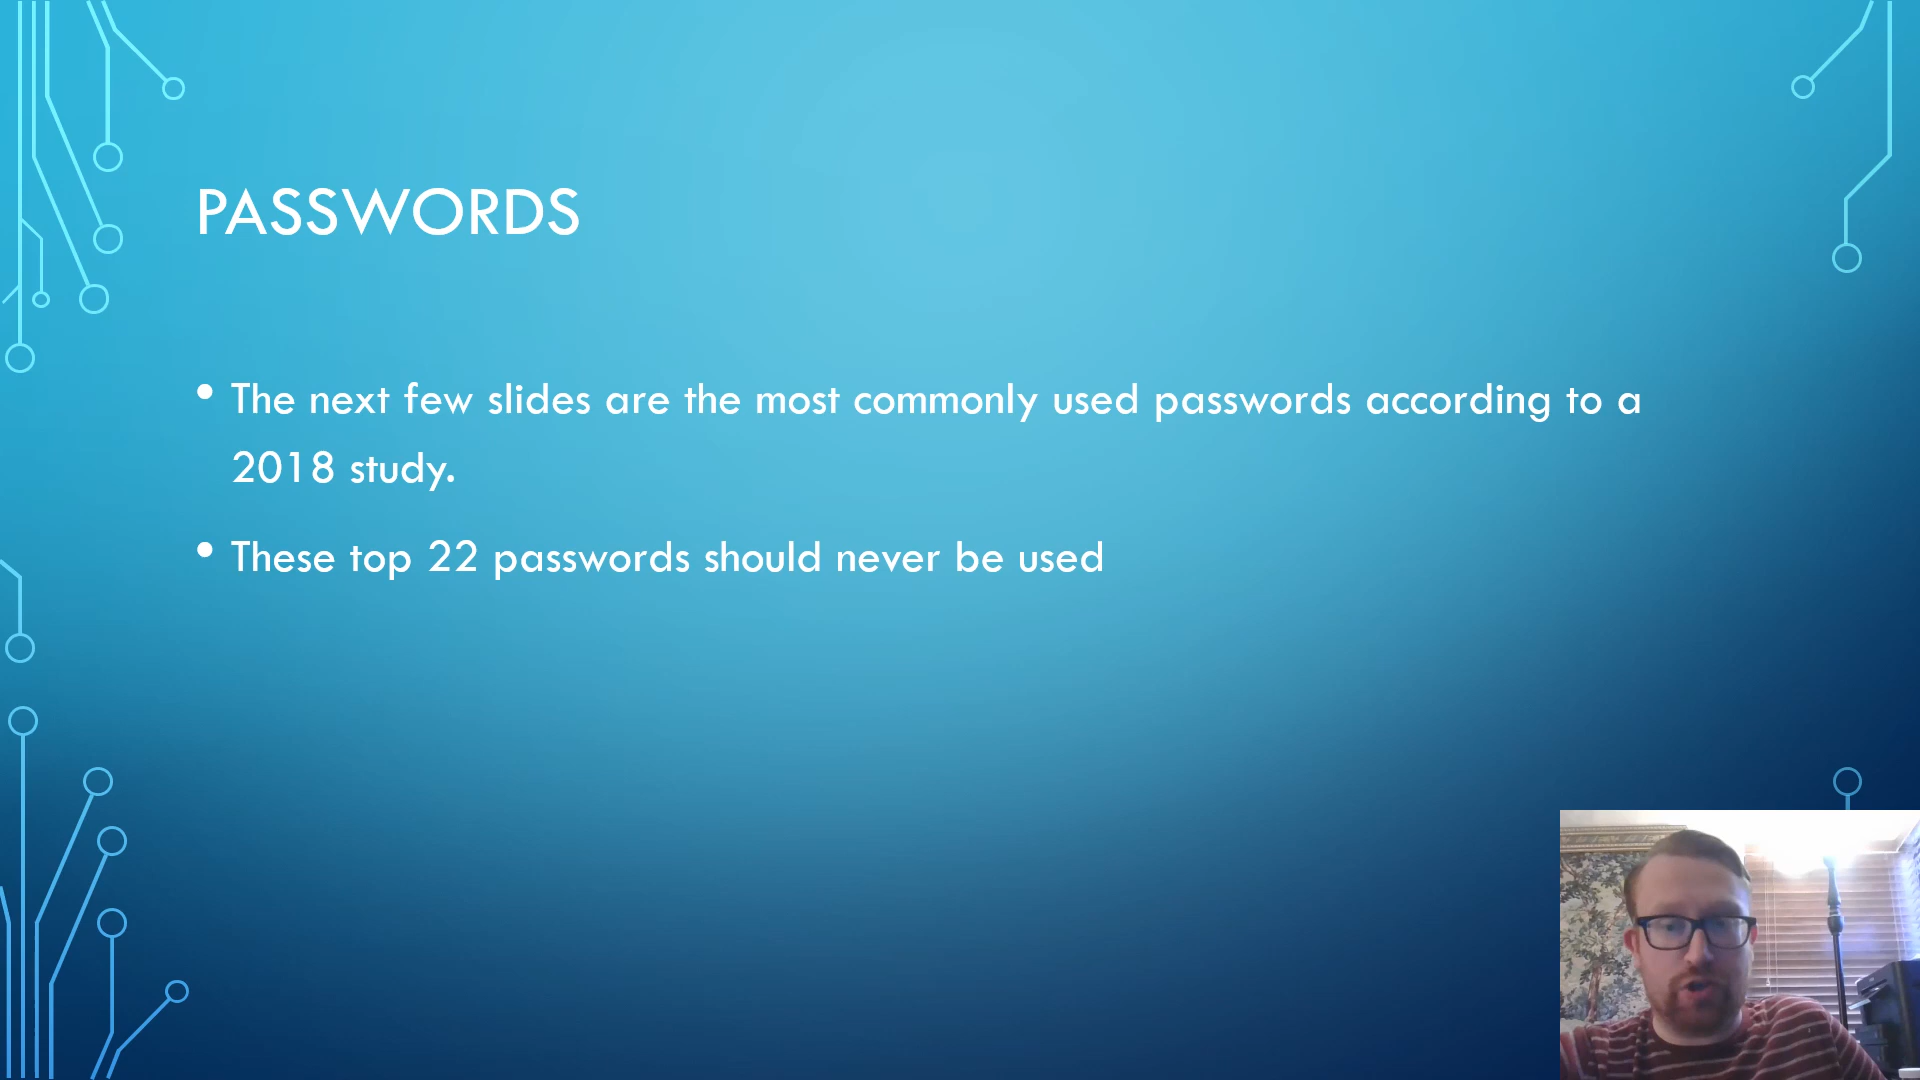 PASSWORDS
• The next few slides are the most commonly used passwords according to a
2018 study.
• These top 22 passwords should never be used